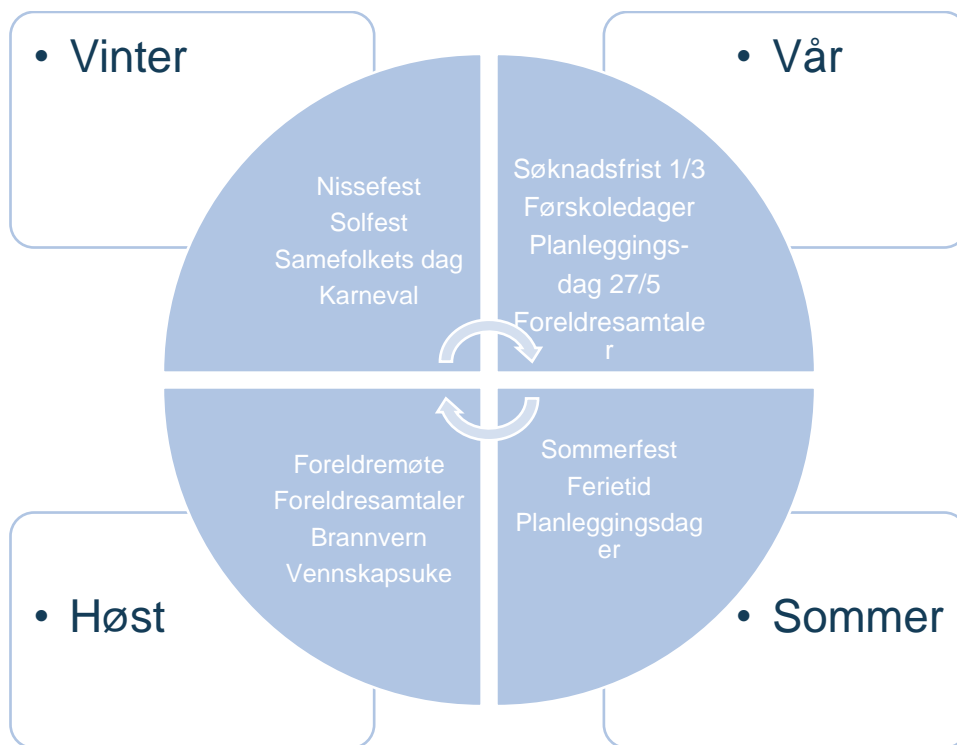 • Vinter
• Vår
Nissefest
Solfest
Samefolkets dag
Karneval
Søknadsfrist 1/3
Førskoledager
Planleggings-
dag 27/5
Foreldresamtale
r
Foreldremøte
Foreldresamtaler
Brannvern
Vennskapsuke
Sommerfest
Ferietid
Planleggingsdag
er
• Høst
• Sommer